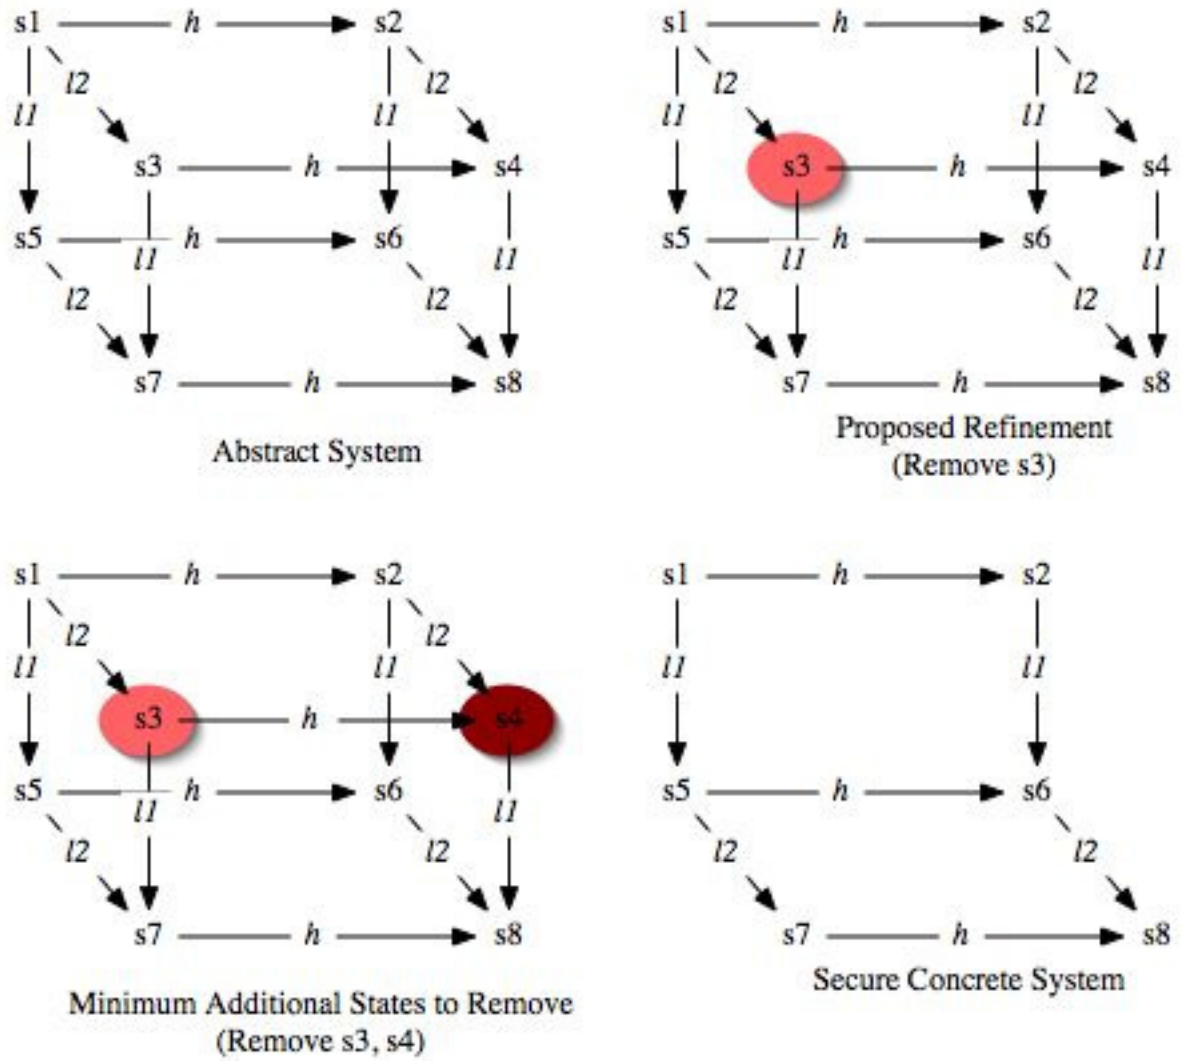 s1 h s2 s1 h s2
l2 l2 l2 l2
l1 l1 l1 l1
s3 h s4 s3 h s4
s5 h s6 s5 h s6
l1 l1 l1 l1
l2 l2 l2 l2
s7 h s8 s7 h s8
Abstract System
Proposed Refinement
(Remove s3)
s1 h s2 s1 h s2
l2 l2
l1 l1 l1 l1
s3 h s4
s5 h s6 s5 h s6
l1 l1
l2 l2 l2 l2
s7 h s8 s7 h s8
Minimum Additional States to Remove
(Remove s3, s4)
Secure Concrete System